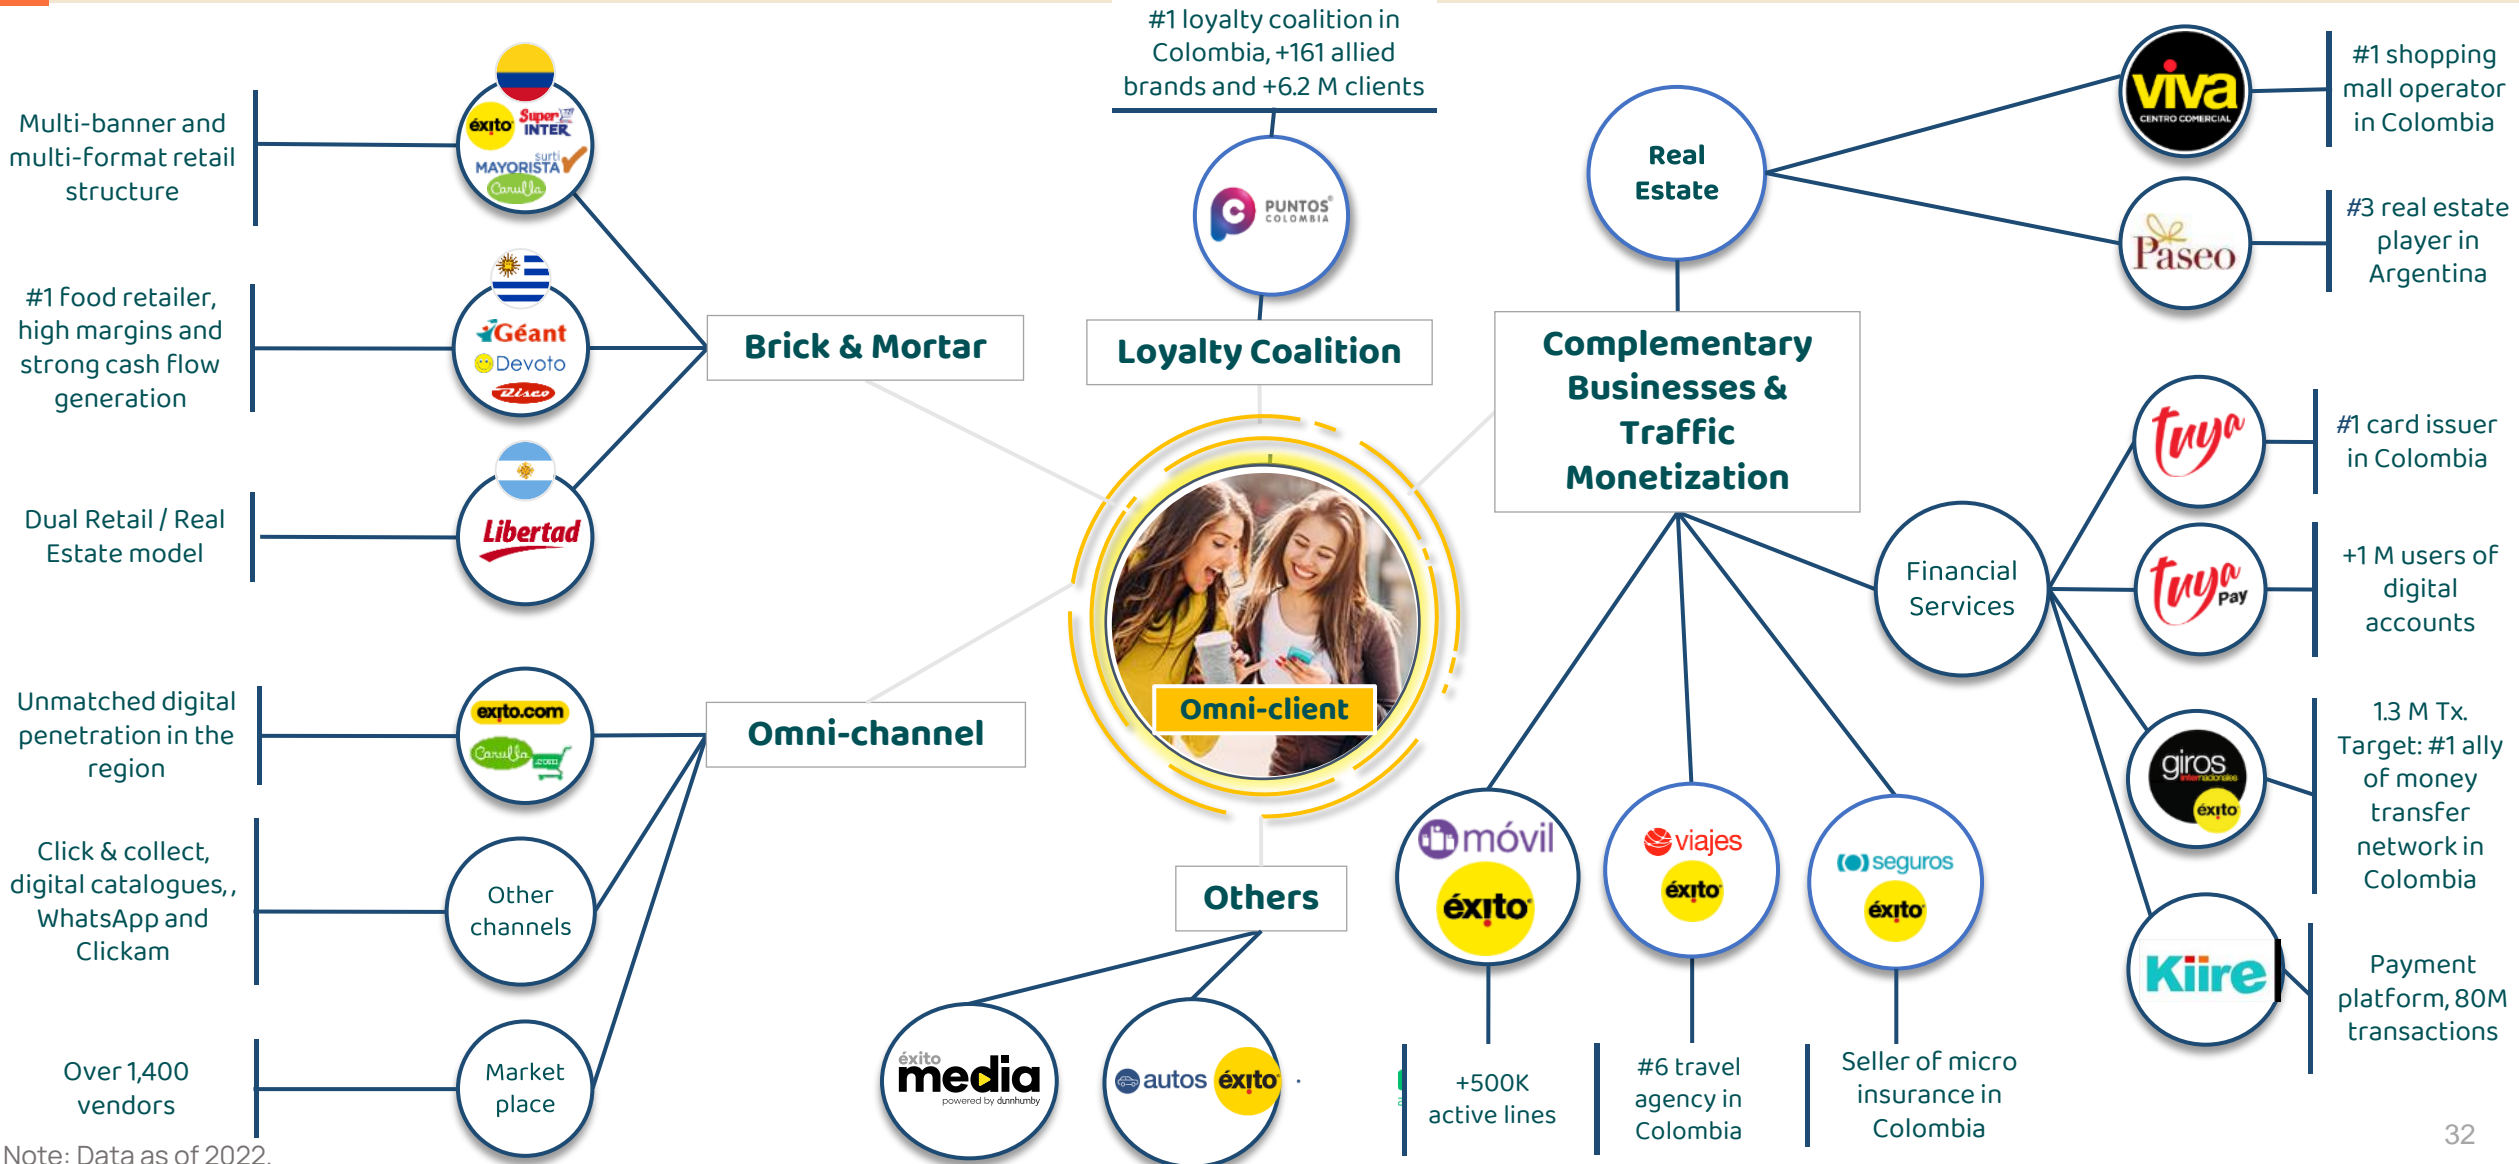 #1 loyalty coalition in
Colombia, +161 allied
brands and +6.2 M clients
PUNTOS
COLOMBIA
Loyalty Coalition
Multi-banner and
multi-format retail
structure
éxito
Super
INTER
surti
MAYORISTA
Carulla
#1 food retailer,
high margins and
strong cash flow
generation
Géant
Devoto
Disco
Dual Retail / Real
Estate model
Libertad
Brick & Mortar
Unmatched digital
penetration in the
region
exito.com
Carulla
.com
Click & collect,
digital catalogues, ,
WhatsApp and
Clickam
Other
channels
Over 1,400
vendors
Market
place
Omni-channel
Omni-client
Others
éxito
media
powered by dunnhumby
autos éxito
Complementary
Businesses &
Traffic
Monetization
Real
Estate
viva
CENTRO COMERCIAL
#1 shopping
mall operator
in Colombia
Paseo
#3 real estate
player in
Argentina
Financial
Services
tuya
#1 card issuer
in Colombia
tuya
Pay
+1 M users of
digital
accounts
giros
internacionales
éxito
1.3 M Tx.
Target: #1 ally
of money
transfer
network in
Colombia
Kiire
Payment
platform, 80M
transactions
móvil
éxito
+500K
active lines
viajes
éxito
#6 travel
agency in
Colombia
seguros
éxito
Seller of micro
insurance in
Colombia
Note: Data as of 2022.
32